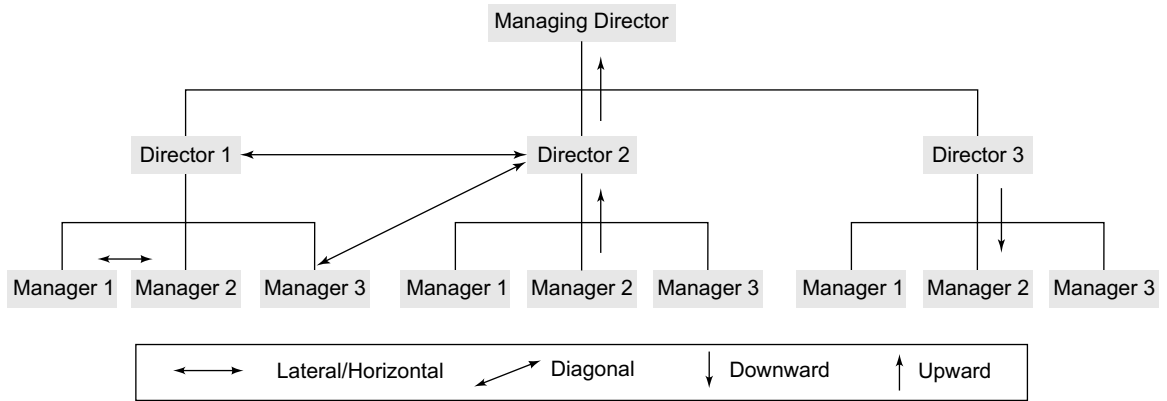 Managing Director
Director 1 Director 2 Director 3
Manager 1 Manager 2 Manager 3 Manager 1 Manager 2 Manager 3 Manager 1 Manager 2 Manager 3
Lateral/Horizontal Diagonal Downward Upward